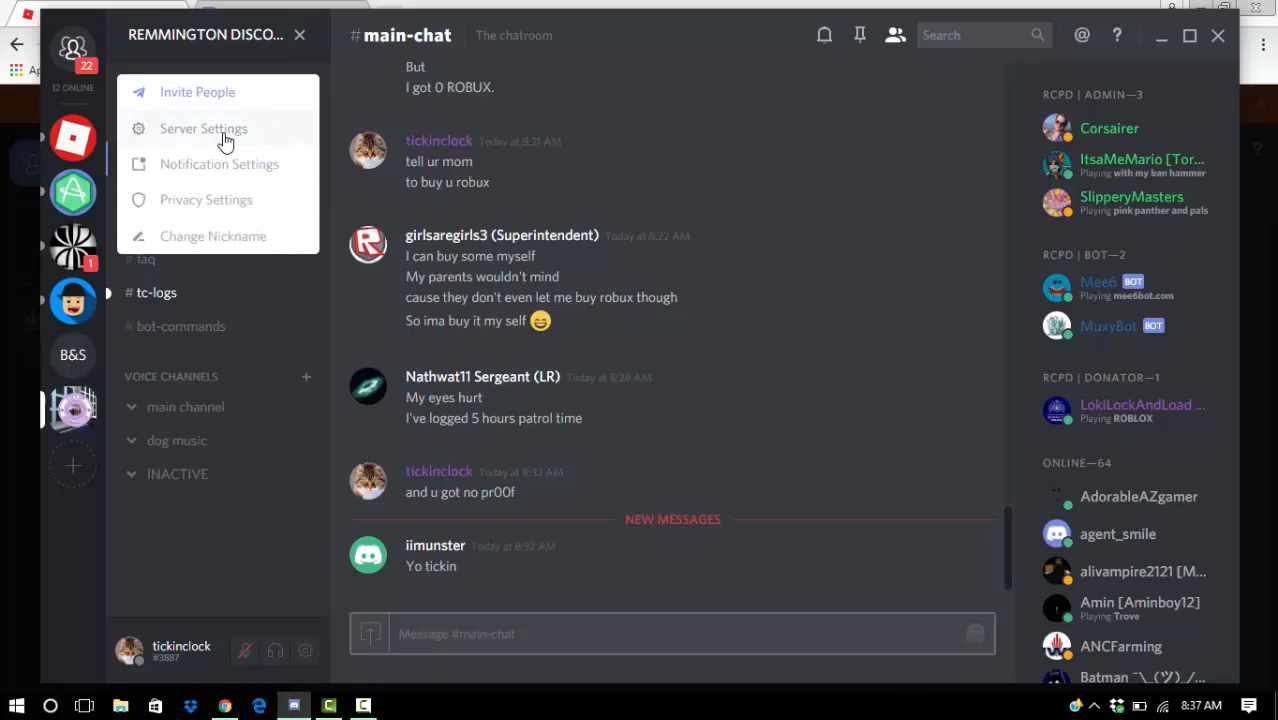 22
12 ONLINE
1
B&S
REMMINGTON DISCO...
Invite People
Server Settings
Notification Settings
Privacy Settings
Change Nickname
faq
# tc-logs
# bot-commands
VOICE CHANNELS
main channel
dog music
INACTIVE
tickinclock
#3887
#main-chat
The chatroom
Search
But
I got 0 ROBUX.
tickinclock Today at 8:21 AM
tell ur mom
to buy u robux
girlsaregirls3 (Superintendent) Today at 8:22 AM
I can buy some myself
My parents wouldn't mind
cause they don't even let me buy robux though
So ima buy it my self 😄
Nathwat11 Sergeant (LR) Today at 8:28 AM
My eyes hurt
I've logged 5 hours patrol time
tickinclock Today at 8:32 AM
and u got no pr00f
NEW MESSAGES
iimunster Today at 8:32 AM
Yo tickin
Message #main-chat
RCPD | ADMIN—3
Corsairer
ItsaMeMario [Tor...
Playing with my ban hammer
SlipperyMasters
Playing pink panther and pals
RCPD | BOT—2
Mee6 BOT
Playing mee6bot.com
MuxyBot BOT
RCPD | DONATOR—1
LokiLockAndLoad ...
Playing ROBLOX
ONLINE—64
AdorableAZgamer
agent_smile
alivampire2121 [M...
Amin [Aminboy12]
Playing Trove
ANCFarming
Batman ¯\_(ツ)_/...
8:37 AM